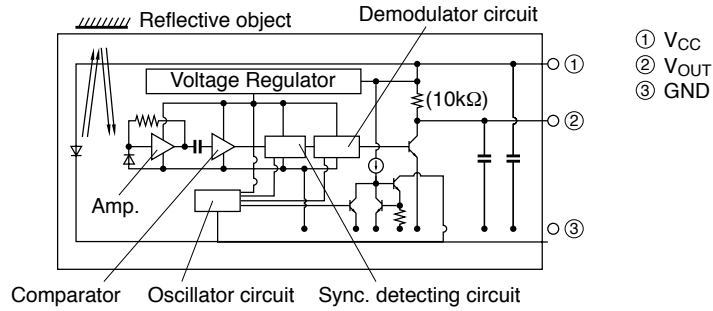 Reflective object
Demodulator circuit
Voltage Regulator
(10kΩ)
① VCC
② VOUT
③ GND
①
②
③
Amp.
Comparator
Oscillator circuit
Sync. detecting circuit